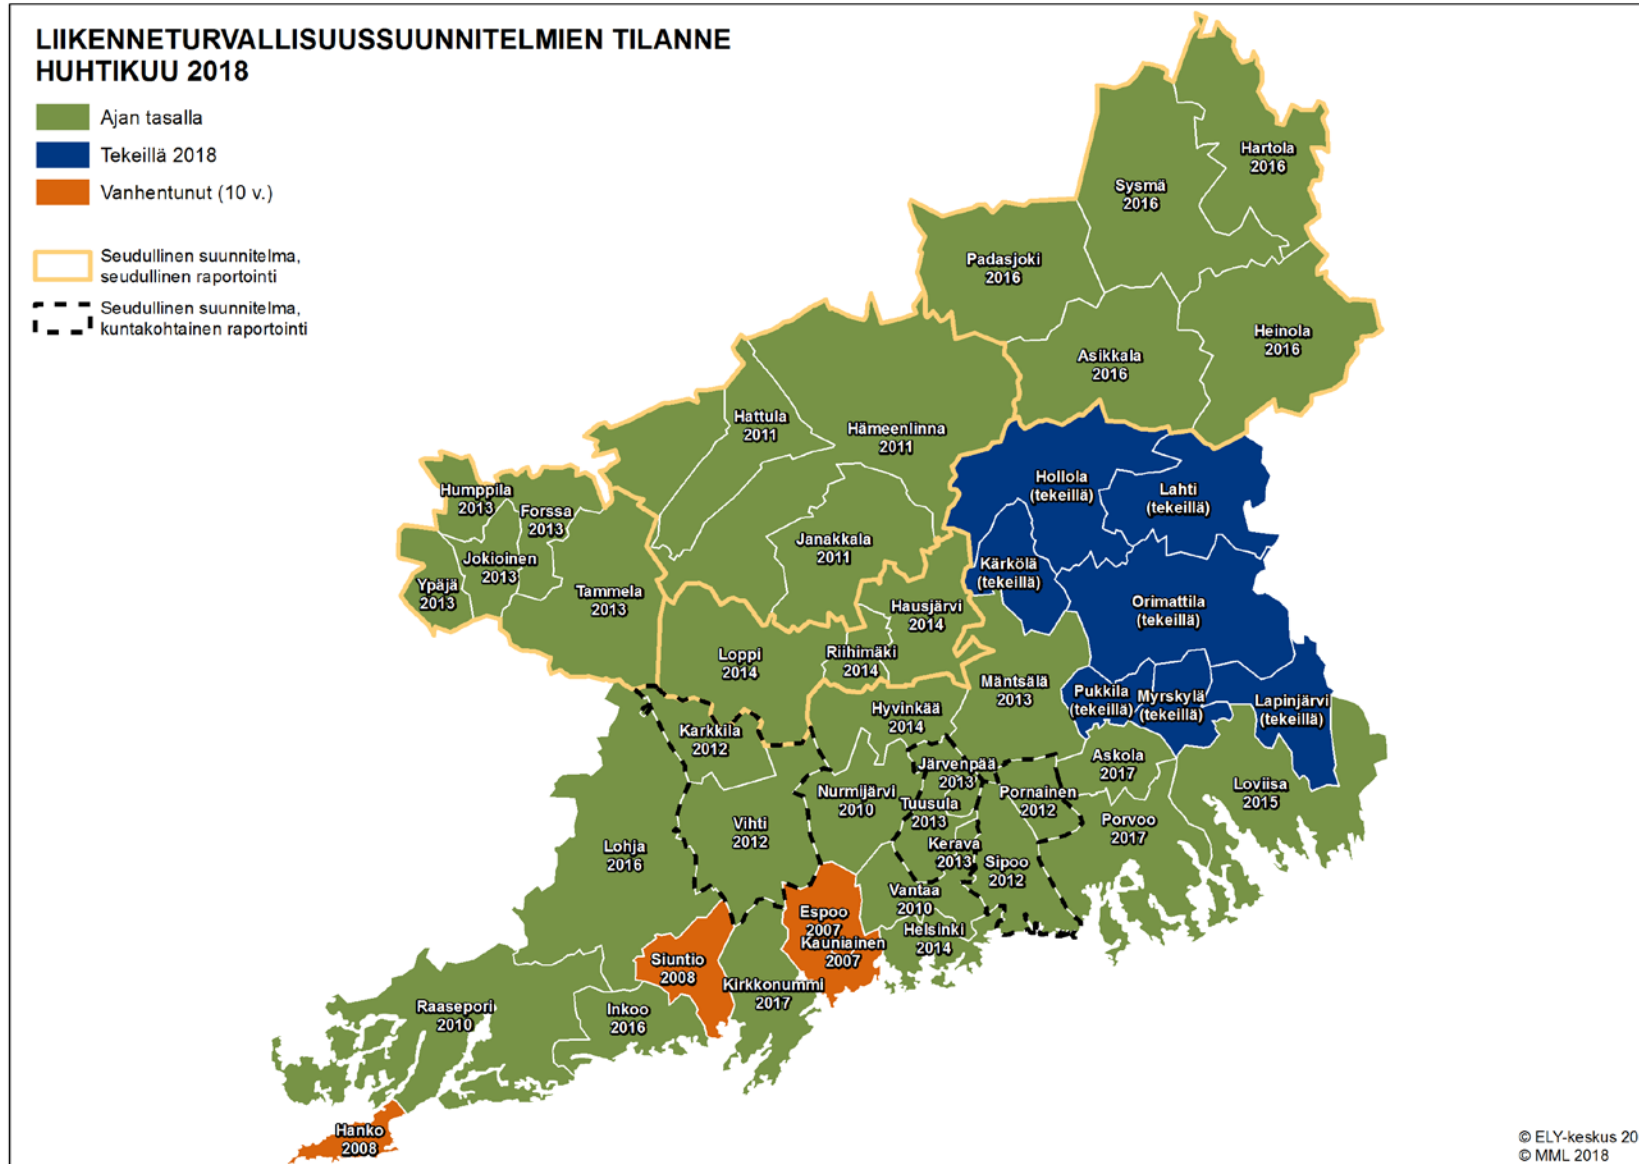 LIIKENNETURVALLISUUSSUUNNITELMIEN TILANNE
HUHTIKUU 2018
Ajan tasalla
Tekeillä 2018
Vanhentunut (10 v.)
Seudullinen suunnitelma,
seudullinen raportointi
Seudullinen suunnitelma,
kuntakohtainen raportointi
Hartola
2016
Sysmä
2016
Padasjoki
2016
Heinola
2016
Asikkala
2016
Hattula
2011
Hämeenlinna
2011
Hollola
(tekeillä)
Lahti
(tekeillä)
Humppila
2013
Forssa
2013
Jokioinen
2013
Ypäjä
2013
Tammela
2013
Janakkala
2011
Kärkölä
(tekeillä)
Orimattila
(tekeillä)
Hausjärvi
2014
Loppi
2014
Riihimäki
2014
Mäntsälä
2013
Pukkila
(tekeillä)
Myrskylä
(tekeillä)
Lapinjärvi
(tekeillä)
Hyvinkää
2014
Karkkila
2012
Järvenpää
2013
Askola
2017
Loviisa
2015
Nurmijärvi
2010
Tuusula
2013
Pornainen
2012
Porvoo
2017
Vihti
2012
Lohja
2016
Kerava
2013
Sipoo
2012
Vantaa
2010
Espoo
2007
Helsinki
2014
Kauniainen
2007
Siuntio
2008
Kirkkonummi
2017
Raasepori
2010
Inkoo
2016
Hanko
2008
© ELY-keskus 20
© MML 2018